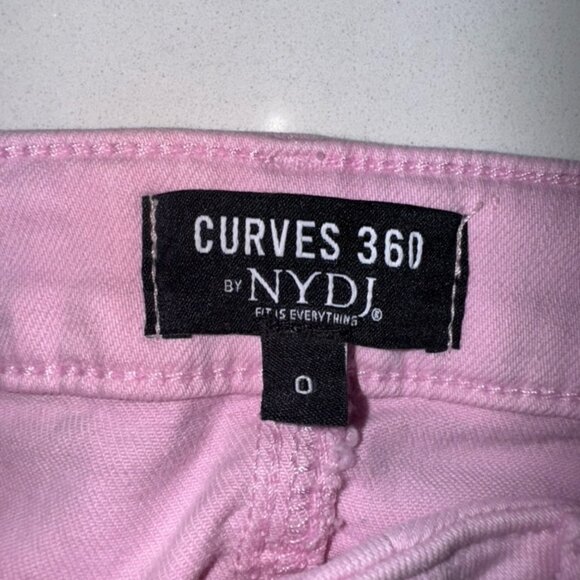 CURVES 360
BY NYDJ
FIT IS EVERYTHING®
0